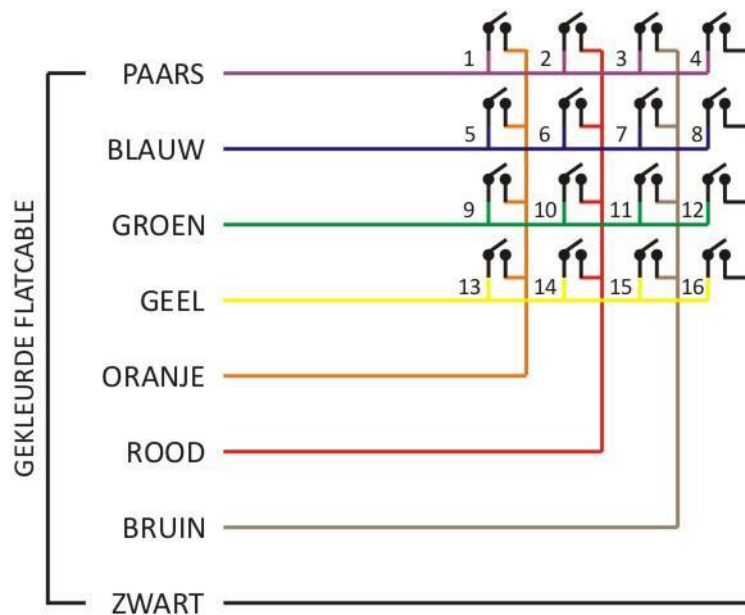 1 2 3 4
PAARS
5 6 7 8
BLAUW
9 10 11 12
GROEN
13 14 15 16
GEEL
ORANJE
ROOD
BRUIN
ZWART
GEKLEURDE FLATCABLE